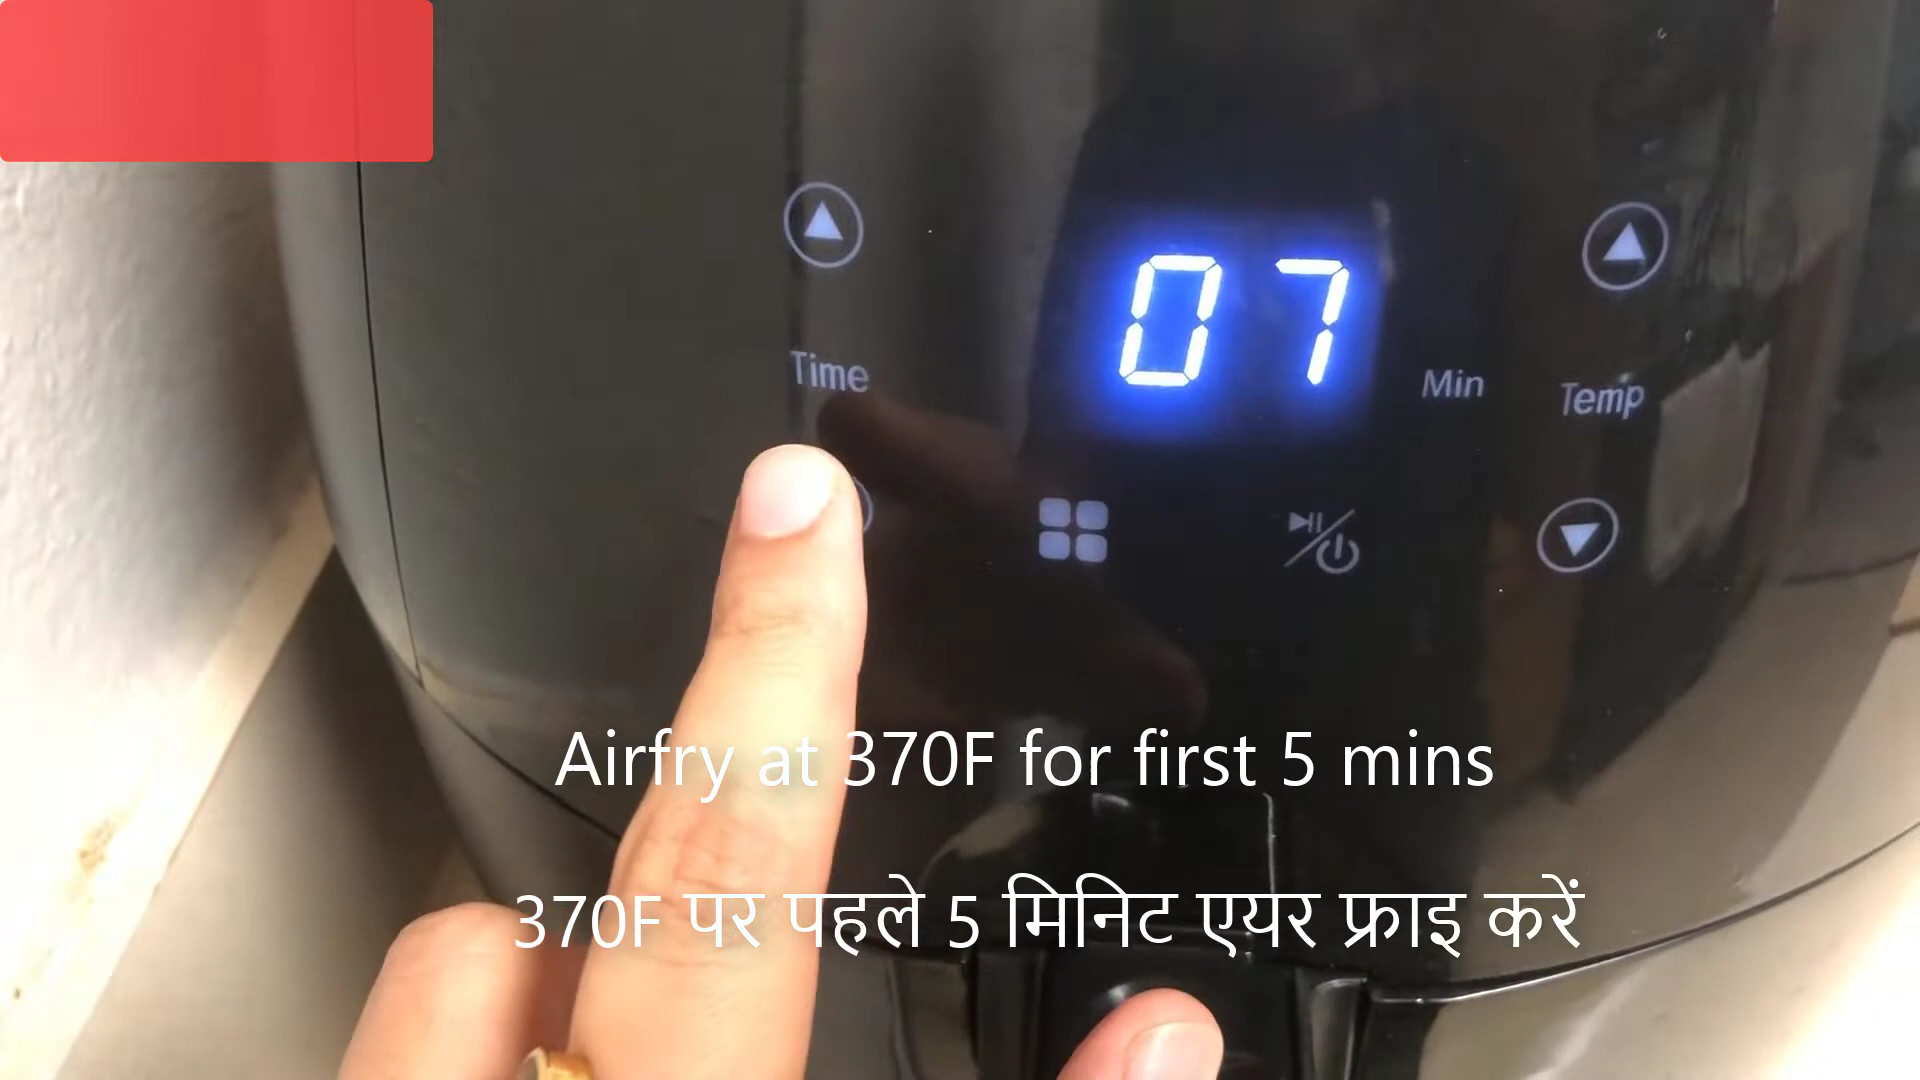 07
Time
Min
Temp
Airfry at 370F for first 5 mins
370F पर पहले 5 मिनिट एयर फ्राइ करें